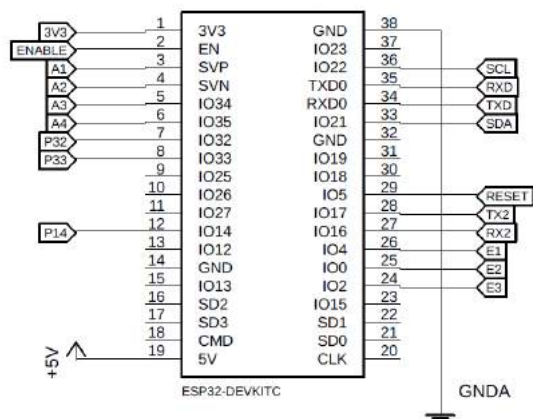 1 3V3 GND 38
3V3
2 EN IO23 37
ENABLE
3 SVP IO22 36
A1 SCL
4 SVN TXD0 35
A2 RXD
5 IO34 RXD0 34
A3 TXD
6 IO35 IO21 33
A4 SDA
7 IO32 GND 32
P32
8 IO33 IO19 31
P33
9 IO25 IO18 30
10 IO26 IO5 29
RESET
11 IO27 IO17 28
TX2
12 IO14 IO16 27
P14 RX2
13 IO12 IO4 26
E1
14 GND IO0 25
E2
15 IO13 IO2 24
E3
16 SD2 IO15 23
17 SD3 SD1 22
18 CMD SD0 21
19 5V CLK 20
+5V
ESP32-DEVKITC
GNDA